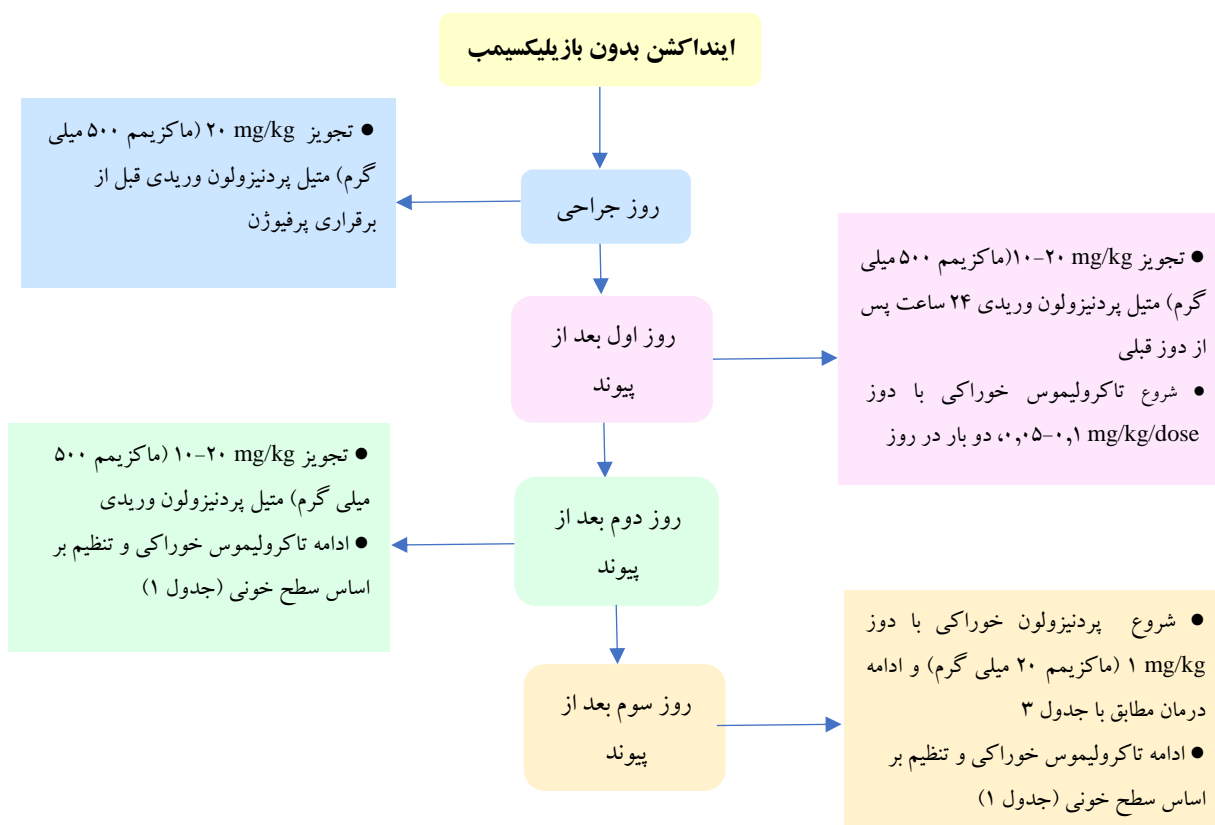 اینداکشن بدون بازیلیکسیمب
روز جراحی
● تجویز ۲۰ mg/kg (ماکزیمم ۵۰۰ میلی
گرم) متیل پردنیزولون وریدی قبل از
برقراری پرفیوژن
روز اول بعد از
پیوند
● تجویز ۱۰-۲۰ mg/kg(ماکزیمم ۵۰۰ میلی
گرم) متیل پردنیزولون وریدی ۲۴ ساعت پس
از دوز قبلی
● شروع تاکرولیموس خوراکی با دوز
۰,۰۵-۰,۱ mg/kg/dose، دو بار در روز
روز دوم بعد از
پیوند
● تجویز ۱۰-۲۰ mg/kg (ماکزیمم ۵۰۰
میلی گرم) متیل پردنیزولون وریدی
● ادامه تاکرولیموس خوراکی و تنظیم بر
اساس سطح خونی (جدول ۱)
روز سوم بعد از
پیوند
● شروع پردنیزولون خوراکی با دوز
۱ mg/kg (ماکزیمم ۲۰ میلی گرم) و ادامه
درمان مطابق با جدول ۳
● ادامه تاکرولیموس خوراکی و تنظیم بر
اساس سطح خونی (جدول ۱)